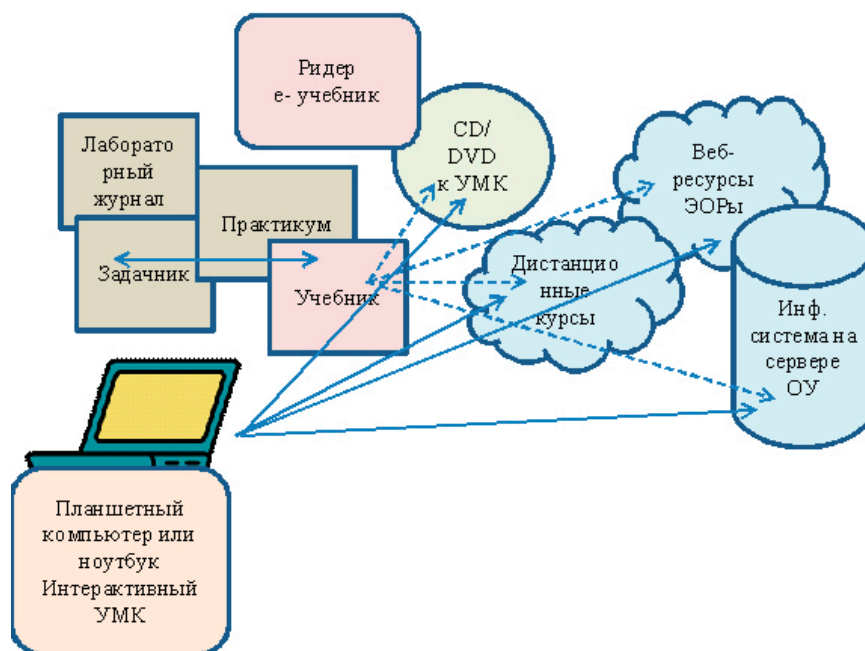 Ридер
е- учебник
CD/
DVD
к УМК
Веб-
ресурсы
ЭОРы
Лаборато
рный
журнал
Практикум
Задачник
Учебник
Дистанцио
нные
курсы
Инф.
система на
сервере
ОУ
Планшетный
компьютер или
ноутбук
Интерактивный
УМК